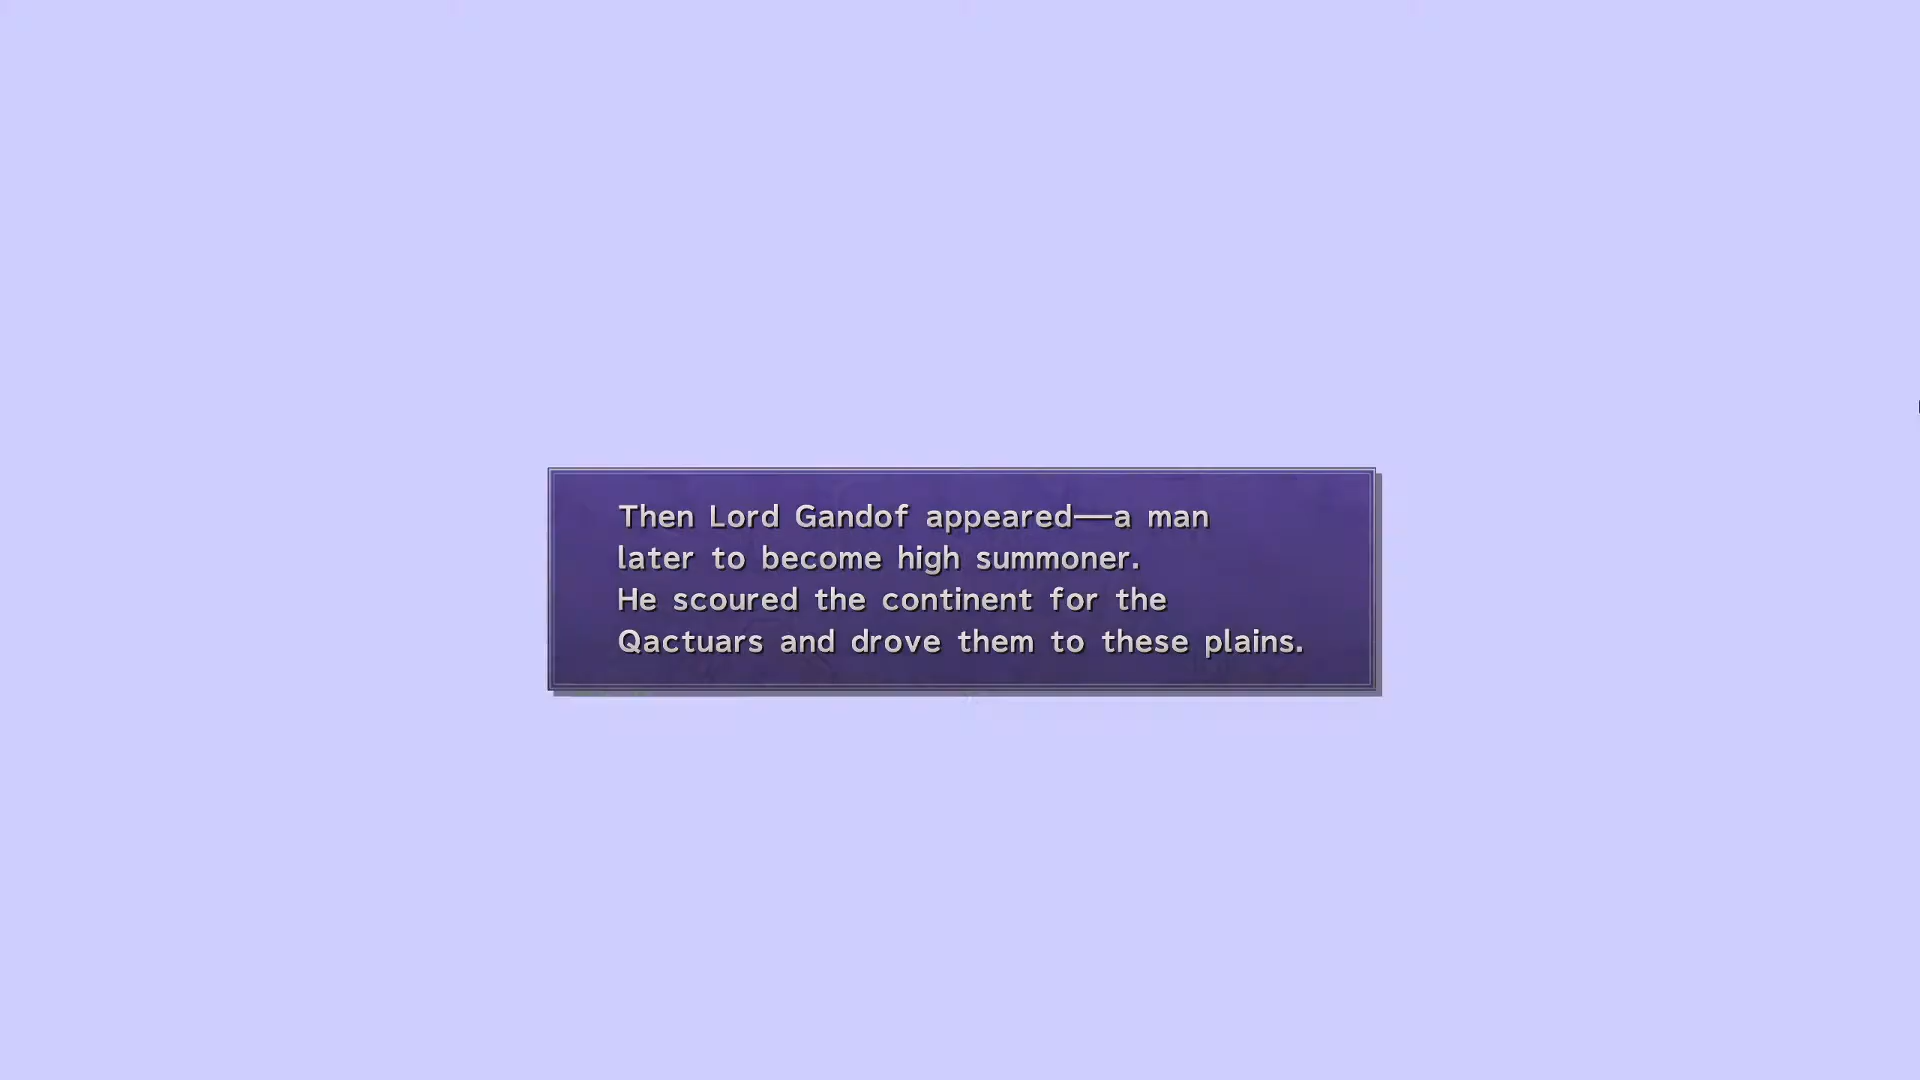 Then Lord Gandof appeared──a man
later to become high summoner.
He scoured the continent for the
Qactuars and drove them to these plains.